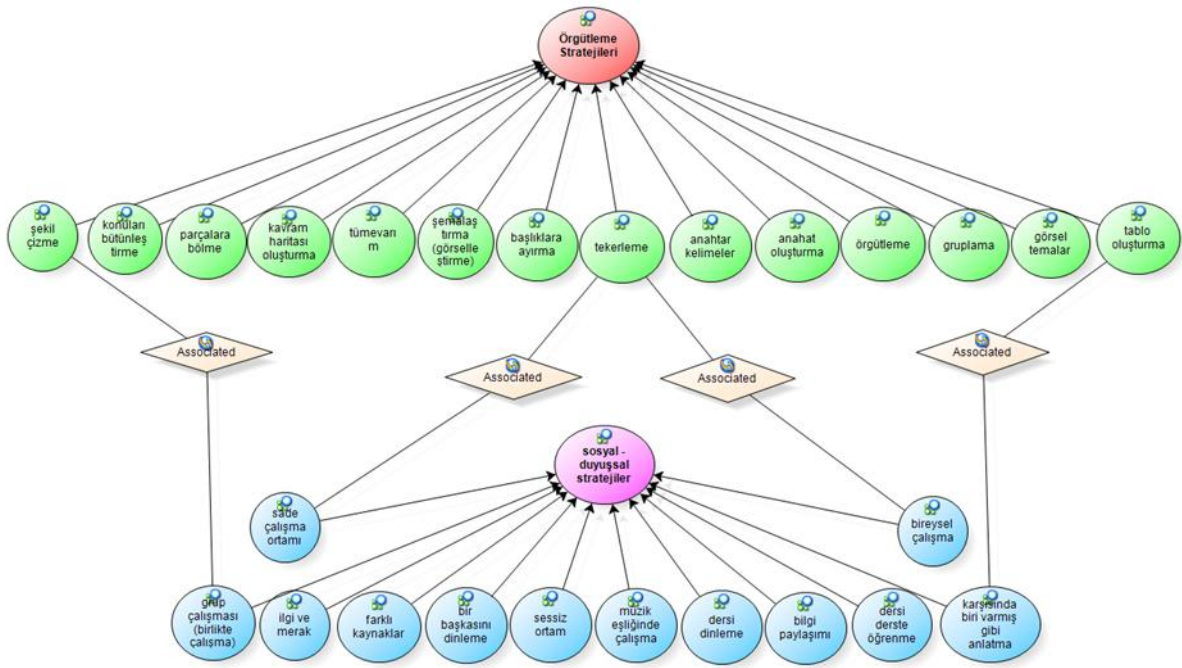 Örgütleme
Stratejileri
şekil
çizme
konuları
bütünleş
tirme
parçalara
bölme
kavram
haritası
oluşturma
tümevarı
m
şemalaş
tırma
(görselle
ştirme)
başlıklara
ayırma
tekerleme
anahtar
kelimeler
anahat
oluşturma
örgütleme
gruplama
görsel
temalar
tablo
oluşturma
Associated
Associated
Associated
Associated
sosyal -
duyuşsal
stratejiler
sade
çalışma
ortamı
bireysel
çalışma
grup
çalışması
(birlikte
çalışma)
ilgi ve
merak
farklı
kaynaklar
bir
başkasını
dinleme
sessiz
ortam
müzik
eşliğinde
çalışma
dersi
dinleme
bilgi
paylaşımı
dersi
derste
öğrenme
karşısında
biri varmış
gibi
anlatma